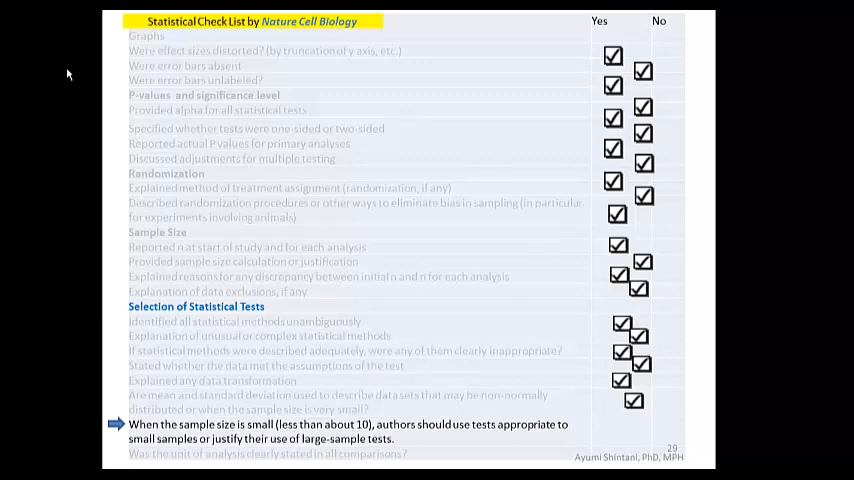 Statistical Check List by Nature Cell Biology Yes No
Graphs
Were effect sizes distorted? (by truncation of y axis, etc.)
Were error bars absent
Were error bars unlabeled?
P-values and significance level
Provided alpha for all statistical tests
Specified whether tests were one-sided or two-sided
Reported actual P values for primary analyses
Discussed adjustments for multiple testing
Randomization
Explained method of treatment assignment (randomization, if any)
Described randomization procedures or other ways to eliminate bias in sampling (in particular
for experiments involving animals)
Sample Size
Reported n at start of study and for each analysis
Provided sample size calculation or justification
Explained reasons for any discrepancy between initial n and n for each analysis
Explanation of data exclusions, if any
Selection of Statistical Tests
Identified all statistical methods unambiguously
Explanation of unusual or complex statistical methods
If statistical methods were described adequately, were any of them clearly inappropriate?
Stated whether the data met the assumptions of the test
Explained any data transformation
Are mean and standard deviation used to describe data sets that may be non-normally
distributed or when the sample size is very small?
When the sample size is small (less than about 10), authors should use tests appropriate to
small samples or justify their use of large-sample tests.
Was the unit of analysis clearly stated in all comparisons?
29
Ayumi Shintani, PhD, MPH